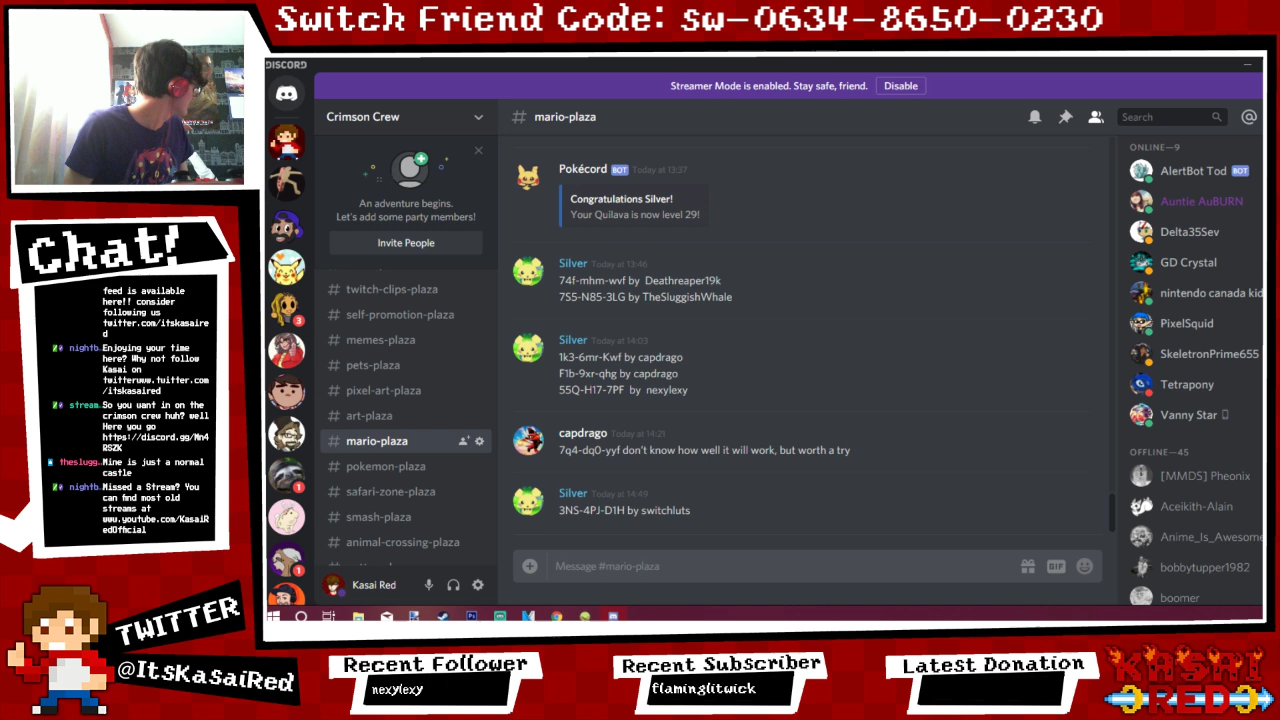 Switch Friend Code: sw-0634-8650-0230
DISCORD
Streamer Mode is enabled. Stay safe, friend.
Disable
Crimson Crew
# mario-plaza
Search
An adventure begins.
Let's add some party members!
Invite People
# twitch-clips-plaza
# self-promotion-plaza
# memes-plaza
# pets-plaza
# pixel-art-plaza
# art-plaza
# mario-plaza
# pokemon-plaza
# safari-zone-plaza
# smash-plaza
# animal-crossing-plaza
Kasai Red
3
1
1
Pokécord BOT Today at 13:37
Congratulations Silver!
Your Quilava is now level 29!
Silver Today at 13:46
74f-mhm-wvf by Deathreaper19k
7S5-N85-3LG by TheSluggishWhale
Silver Today at 14:03
1k3-6mr-Kwf by capdrago
F1b-9xr-qhg by capdrago
55Q-H17-7PF by nexylexy
capdrago Today at 14:21
7q4-dq0-yyf don't know how well it will work, but worth a try
Silver Today at 14:49
3NS-4PJ-D1H by switchluts
Message #mario-plaza
GIF
ONLINE—9
AlertBot Tod BOT
Auntie AuBURN
Delta35Sev
GD Crystal
nintendo canada kid
PixelSquid
SkeletronPrime655
Tetrapony
Vanny Star
OFFLINE—45
[MMDS] Pheonix
Aceikith-Alain
Anime_Is_Awesome
bobbytupper1982
boomer
Chat!
feed is available
here!! consider
following us
twitter.com/itskasaire
d
nightb… Enjoying your time
here? Why not follow
Kasai on
twitterwww.twitter.com
/itskasaired
stream… So you want in on the
crimson crew huh? well
Here you go
https://discord.gg/Mn4
RSZK
theslugg… Mine is just a normal
castle
nightb… Missed a Stream? You
can find most old
streams at
www.youtube.com/KasaiR
edOfficial
TWITTER
@ItsKasaiRed
Recent Follower
nexylexy
Recent Subscriber
flaminglitwick
Latest Donation
KASAI
RED